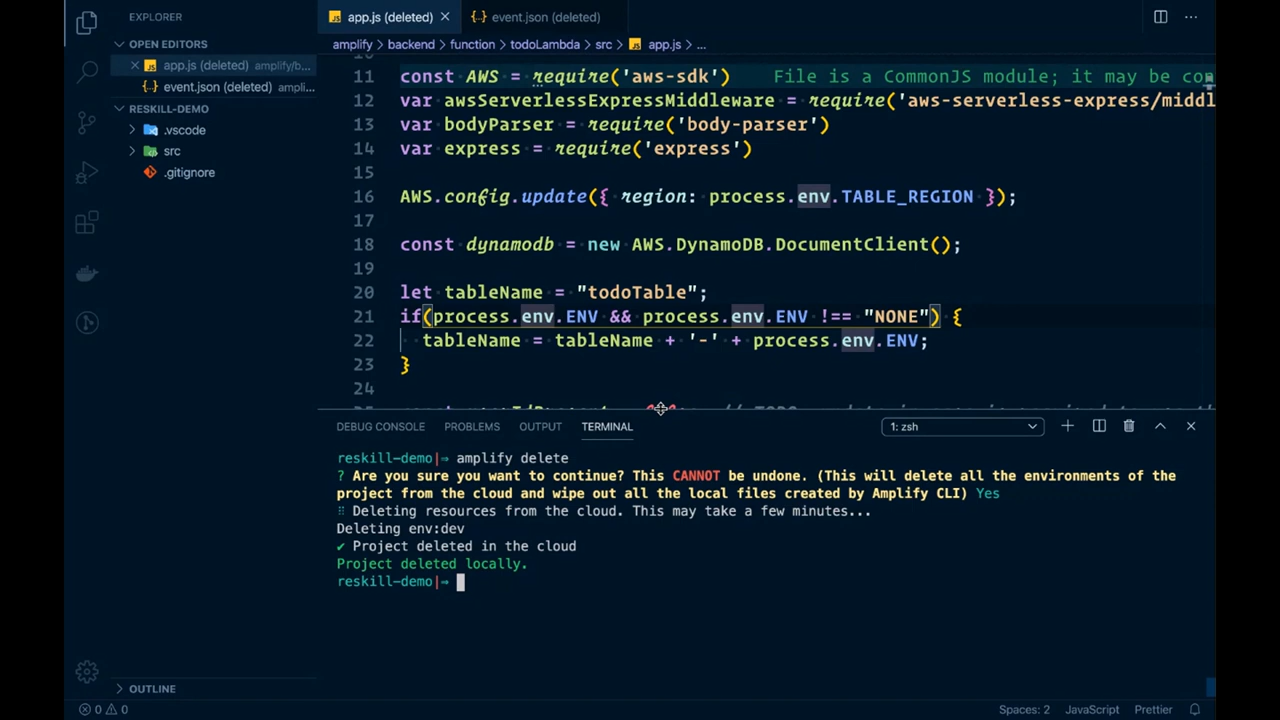 EXPLORER
OPEN EDITORS
app.js (deleted) amplify/b...
event.json (deleted) ampli...
RESKILL-DEMO
.vscode
src
.gitignore
OUTLINE
app.js (deleted)
event.json (deleted)
amplify > backend > function > todoLambda > src > app.js > ...
11 const AWS = require('aws-sdk') File is a CommonJS module; it may be con
12 var awsServerlessExpressMiddleware = require('aws-serverless-express/middl
13 var bodyParser = require('body-parser')
14 var express = require('express')
15
16 AWS.config.update({ region: process.env.TABLE_REGION });
17
18 const dynamodb = new AWS.DynamoDB.DocumentClient();
19
20 let tableName = "todoTable";
21 if(process.env.ENV && process.env.ENV !== "NONE") {
22 tableName = tableName + '-' + process.env.ENV;
23 }
24
DEBUG CONSOLE PROBLEMS OUTPUT TERMINAL 1: zsh
reskill-demo|⇒ amplify delete
? Are you sure you want to continue? This CANNOT be undone. (This will delete all the environments of the
project from the cloud and wipe out all the local files created by Amplify CLI) Yes
⠿ Deleting resources from the cloud. This may take a few minutes...
Deleting env:dev
✔ Project deleted in the cloud
Project deleted locally.
reskill-demo|⇒
0 0 Spaces: 2 JavaScript Prettier